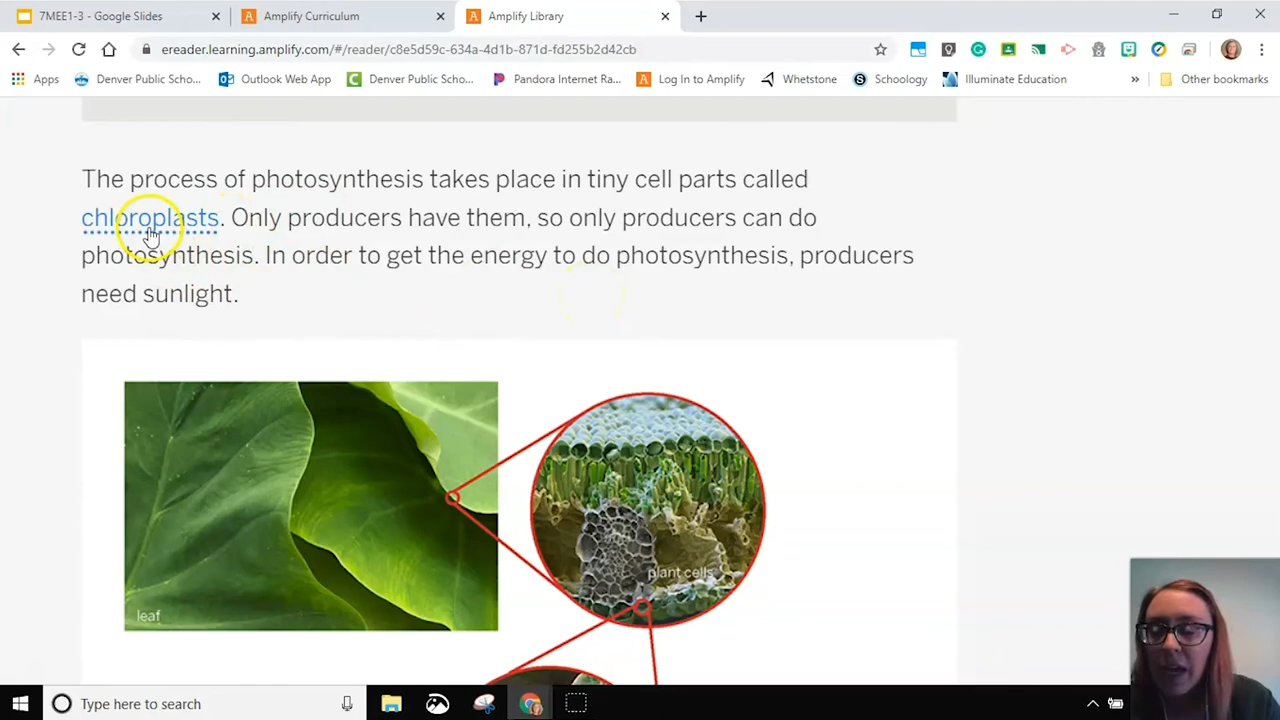 7MEE1-3 - Google Slides
Amplify Curriculum
Amplify Library
ereader.learning.amplify.com/#/reader/c8e5d59c-634a-4d1b-871d-fd255b2d42cb
Apps
Denver Public Scho...
Outlook Web App
Denver Public Scho...
Pandora Internet Ra...
Log In to Amplify
Whetstone
Schoology
Illuminate Education
»
Other bookmarks
The process of photosynthesis takes place in tiny cell parts called
chloroplasts. Only producers have them, so only producers can do
photosynthesis. In order to get the energy to do photosynthesis, producers
need sunlight.
leaf
plant cells
Type here to search